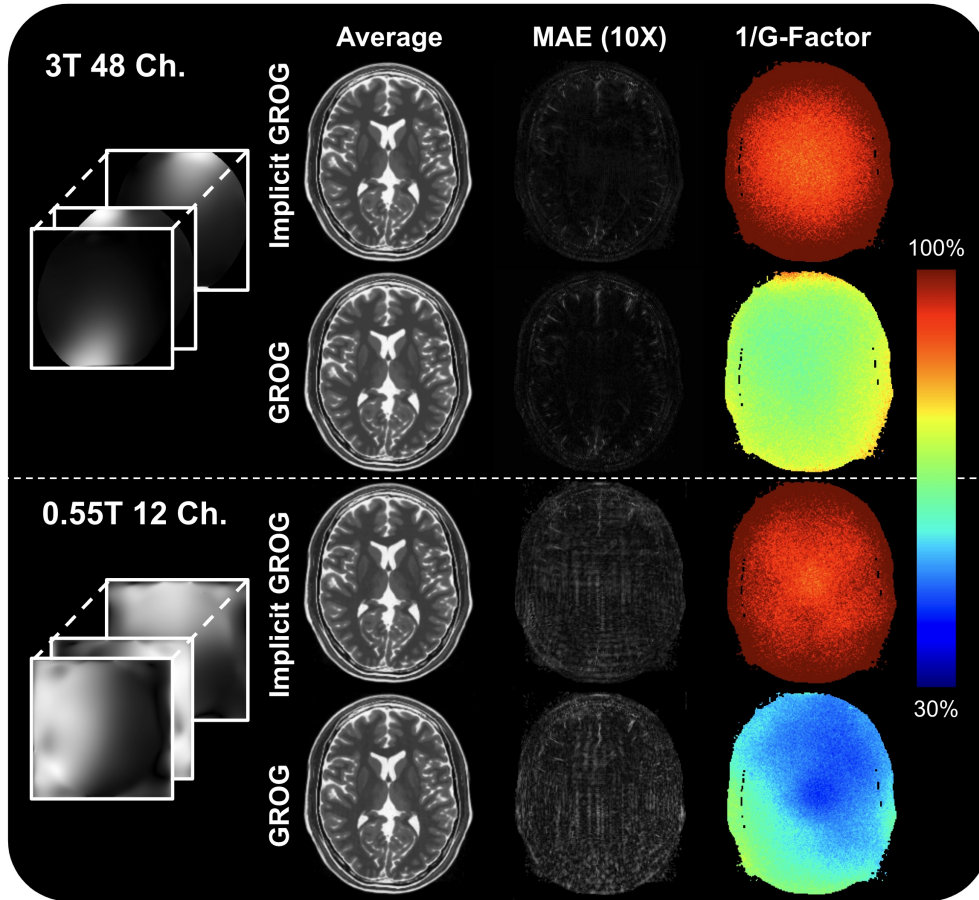 Average
MAE (10X)
1/G-Factor
3T 48 Ch.
Implicit GROG
GROG
100%
0.55T 12 Ch.
Implicit GROG
GROG
30%